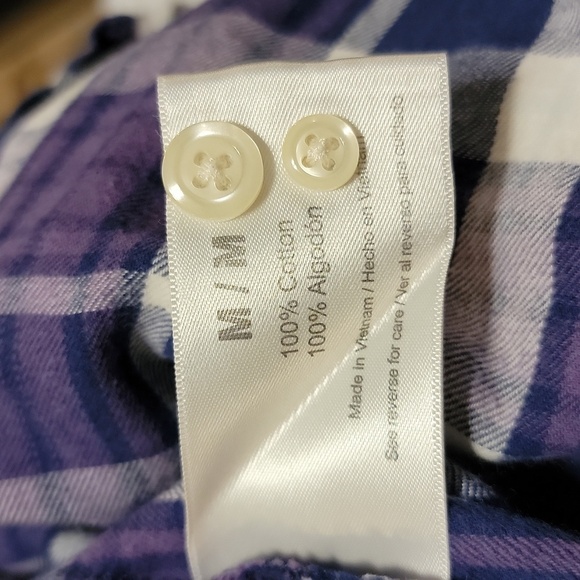 M / M
100% Cotton
100% Algodón
Made in Vietnam / Hecho en Vietnam
See reverse for care / Ver al reverso para cuidado